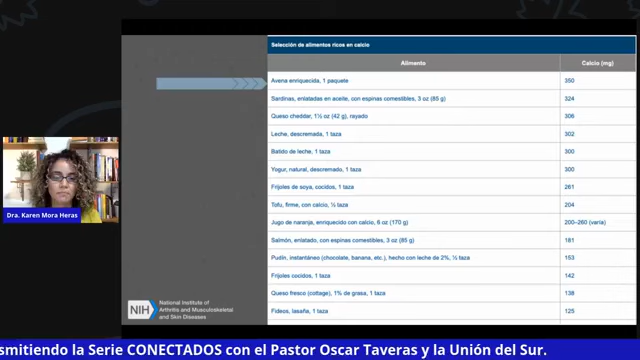 Selección de alimentos ricos en calcio
Alimento Calcio (mg)
Avena enriquecida, 1 paquete 350
Sardinas, enlatadas en aceite, con espinas comestibles, 3 oz (85 g) 324
Queso cheddar, 1½ oz (42 g), rayado 306
Leche, descremada, 1 taza 302
Batido de leche, 1 taza 300
Yogur, natural, descremado, 1 taza 300
Frijoles de soya, cocidos, 1 taza 261
Tofu, firme, con calcio, ½ taza 204
Jugo de naranja, enriquecido con calcio, 6 oz (170 g) 200–260 (varía)
Salmón, enlatado, con espinas comestibles, 3 oz (85 g) 181
Pudín, instantáneo (chocolate, banana, etc.), hecho con leche de 2%, ½ taza 153
Frijoles cocidos, 1 taza 142
Queso fresco (cottage), 1% de grasa, 1 taza 138
Fideos, lasaña, 1 taza 125
Dra. Karen Mora Heras
NIH National Institute of
Arthritis and Musculoskeletal
and Skin Diseases
smitiendo la Serie CONECTADOS con el Pastor Oscar Taveras y la Unión del Sur.